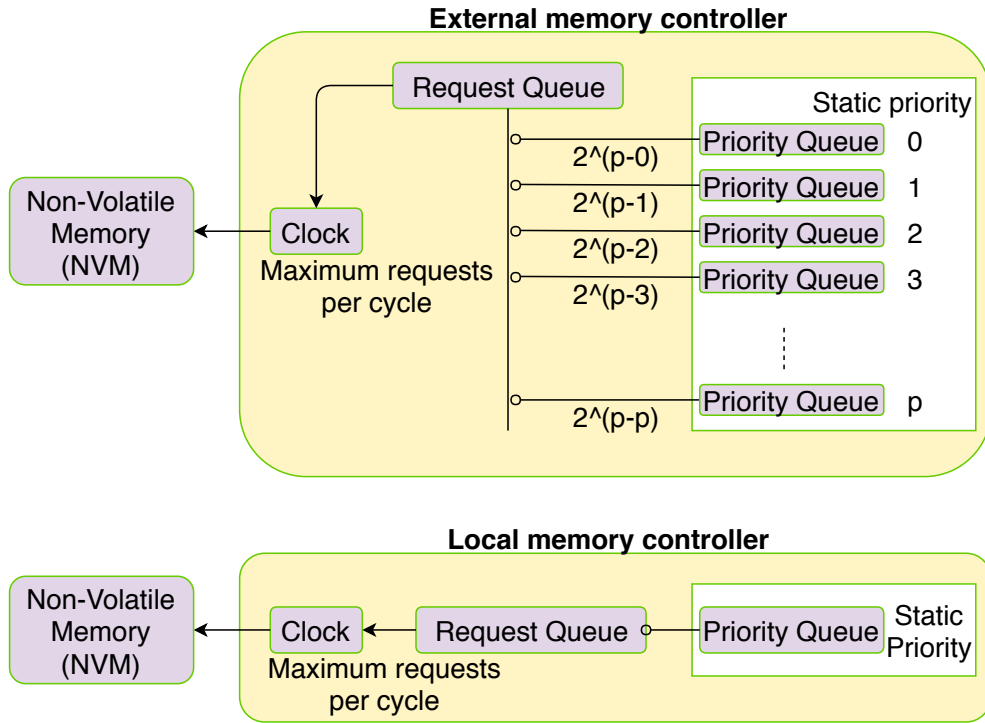 External memory controller
Request Queue
Static priority
Priority Queue 0
2^(p-0)
Priority Queue 1
2^(p-1)
Non-Volatile
Memory
(NVM)
Clock
Priority Queue 2
2^(p-2)
Maximum requests
per cycle
Priority Queue 3
2^(p-3)
Priority Queue p
2^(p-p)
Local memory controller
Non-Volatile
Memory
(NVM)
Clock
Maximum requests
per cycle
Request Queue
Priority Queue
Static
Priority